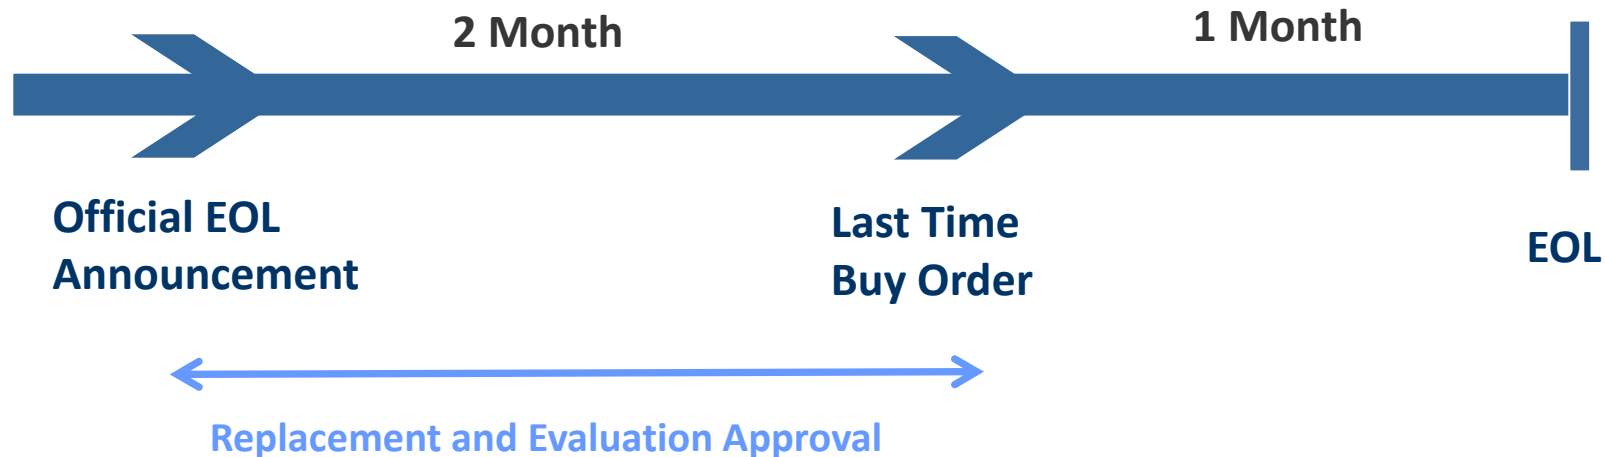 2 Month
1 Month
Official EOL
Announcement
Last Time
Buy Order
EOL
Replacement and Evaluation Approval